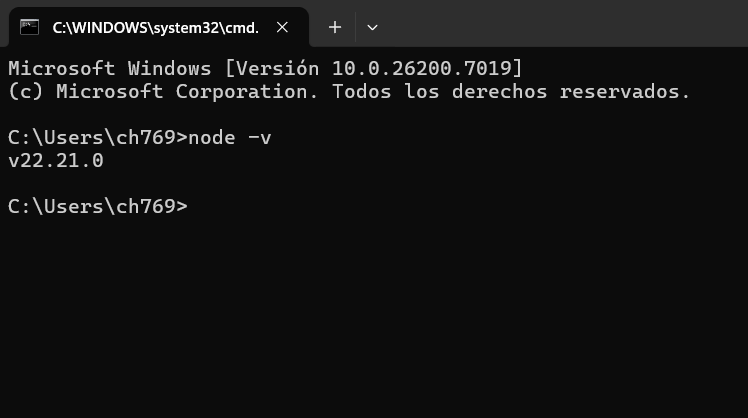 C:\WINDOWS\system32\cmd.
Microsoft Windows [Versión 10.0.26200.7019]
(c) Microsoft Corporation. Todos los derechos reservados.
C:\Users\ch769>node -v
v22.21.0
C:\Users\ch769>